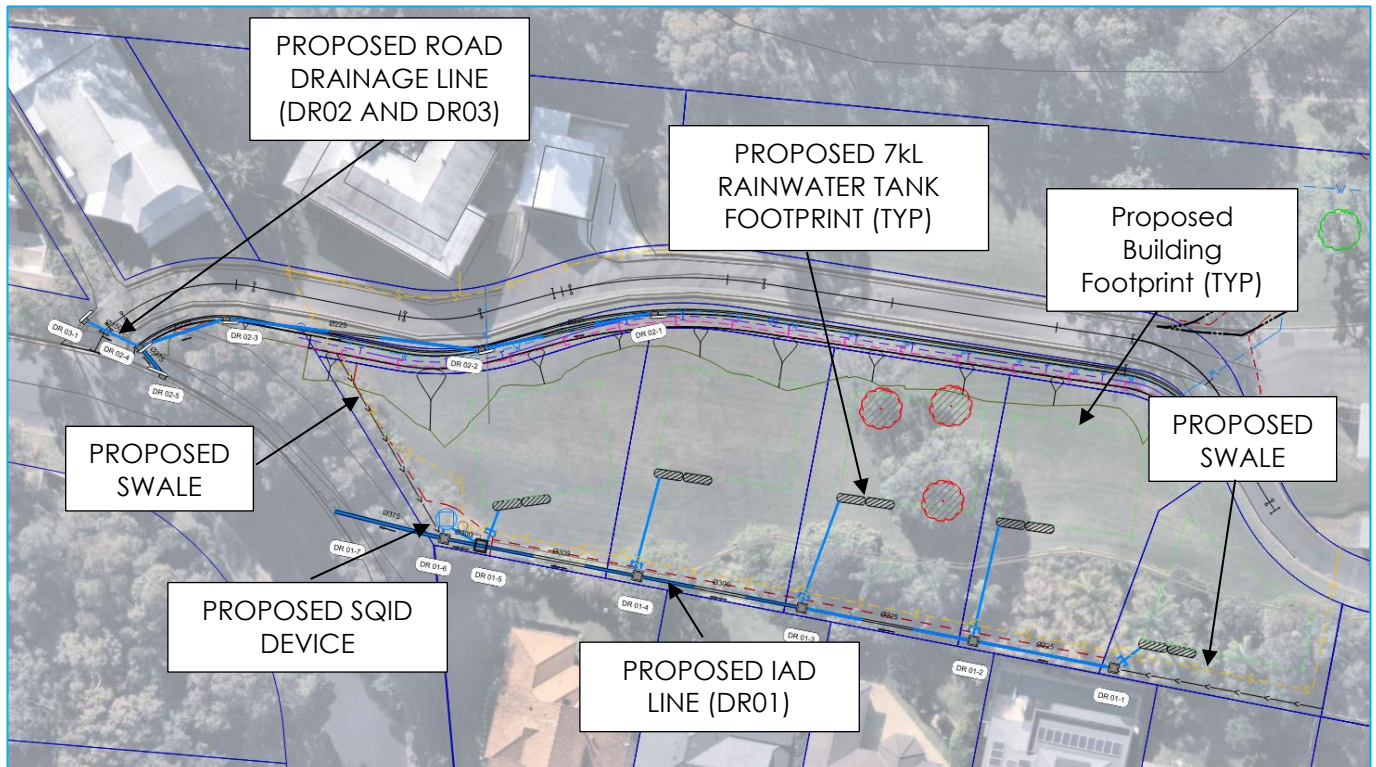 PROPOSED ROAD
DRAINAGE LINE
(DR02 AND DR03)
PROPOSED 7kL
RAINWATER TANK
FOOTPRINT (TYP)
Proposed
Building
Footprint (TYP)
DR 03-1
DR 02-4
Ø375
DR 02-5
DR 02-3
Ø225
DR 02-2
DR 02-1
PROPOSED
SWALE
PROPOSED
SWALE
Ø375
DR 01-7
Ø300
DR 01-6
DR 01-5
Ø300
DR 01-4
Ø300
DR 01-3
Ø225
DR 01-2
Ø225
DR 01-1
PROPOSED SQID
DEVICE
PROPOSED IAD
LINE (DR01)